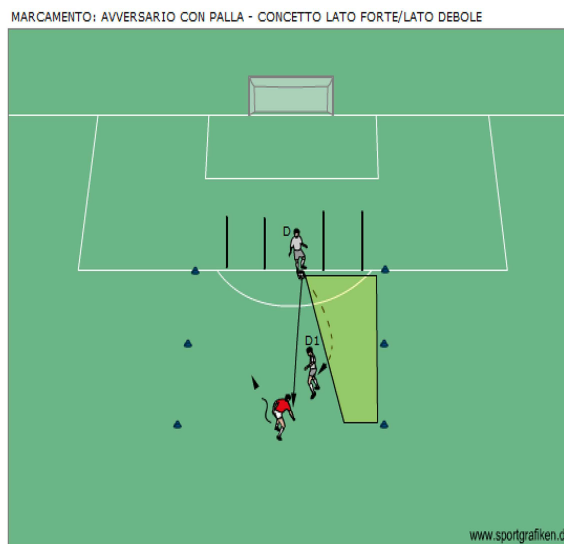 MARCAMENTO: AVVERSARIO CON PALLA - CONCETTO LATO FORTE/LATO DEBOLE
D
D1
www.sportgrafiken.d